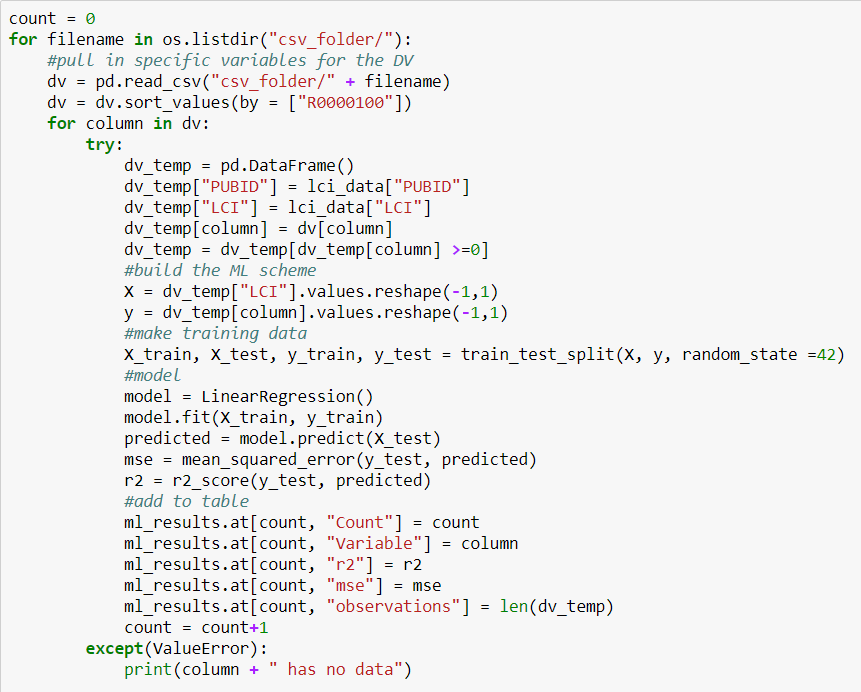 count = 0
for filename in os.listdir("csv_folder/"):
    #pull in specific variables for the DV
    dv = pd.read_csv("csv_folder/" + filename)
    dv = dv.sort_values(by = ["R0000100"])
    for column in dv:
        try:
            dv_temp = pd.DataFrame()
            dv_temp["PUBID"] = lci_data["PUBID"]
            dv_temp["LCI"] = lci_data["LCI"]
            dv_temp[column] = dv[column]
            dv_temp = dv_temp[dv_temp[column] >=0]
            #build the ML scheme
            X = dv_temp["LCI"].values.reshape(-1,1)
            y = dv_temp[column].values.reshape(-1,1)
            #make training data
            X_train, X_test, y_train, y_test = train_test_split(X, y, random_state =42)
            #model
            model = LinearRegression()
            model.fit(X_train, y_train)
            predicted = model.predict(X_test)
            mse = mean_squared_error(y_test, predicted)
            r2 = r2_score(y_test, predicted)
            #add to table
            ml_results.at[count, "Count"] = count
            ml_results.at[count, "Variable"] = column
            ml_results.at[count, "r2"] = r2
            ml_results.at[count, "mse"] = mse
            ml_results.at[count, "observations"] = len(dv_temp)
            count = count+1
        except(ValueError):
            print(column + " has no data")